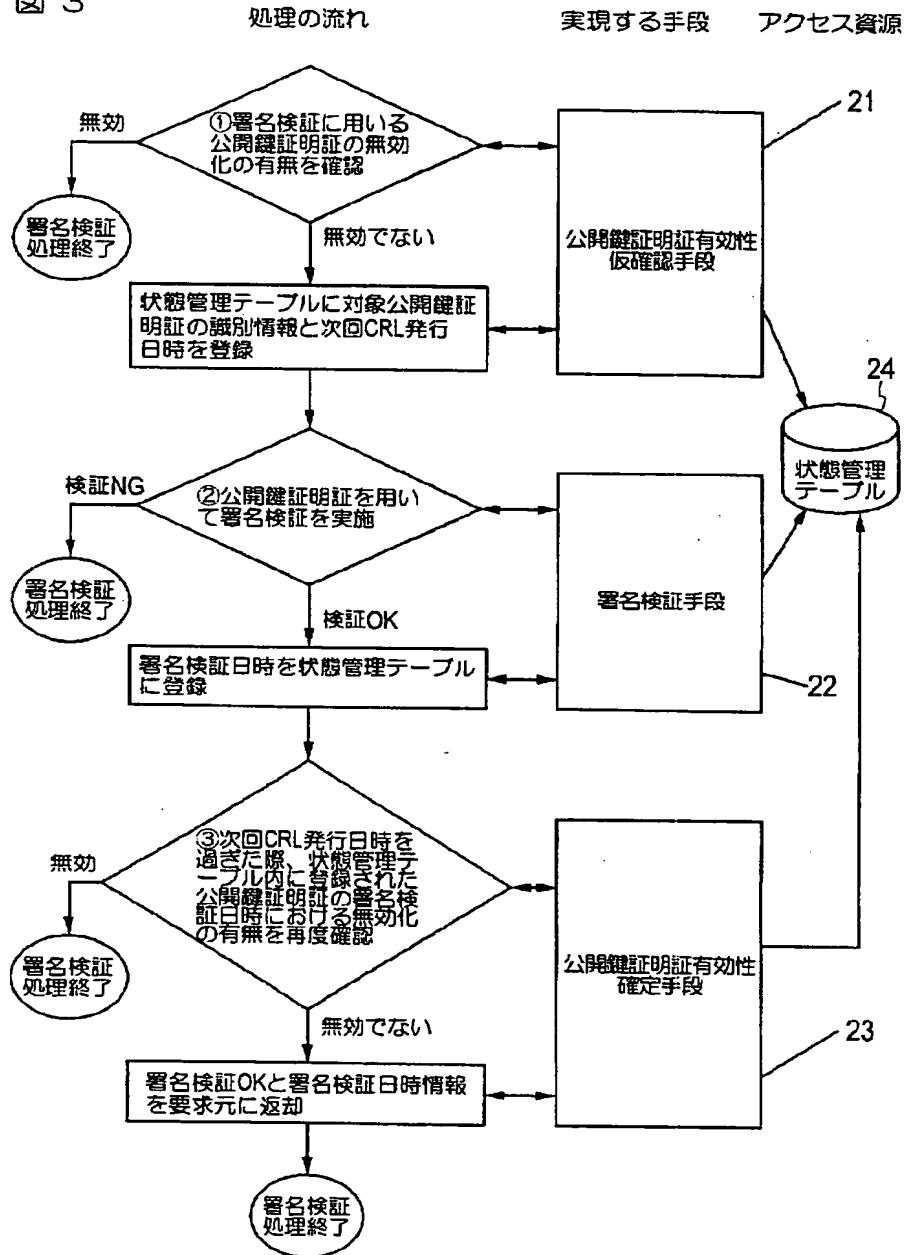 図 3
処理の流れ
実現する手段
アクセス資源
無効
①署名検証に用いる
公開鍵証明証の無効
化の有無を確認
21
署名検証
処理終了
無効でない
公開鍵証明証有効性
仮確認手段
状態管理テーブルに対象公開鍵証
明証の識別情報と次回CRL発行
日時を登録
24
状態管理
テーブル
検証NG
②公開鍵証明証を用い
て署名検証を実施
署名検証
処理終了
検証OK
署名検証手段
署名検証日時を状態管理テーブル
に登録
22
無効
③次回CRL発行日時を
過ぎた際、状態管理テ
ーブル内に登録された
公開鍵証明証の署名検
証日時における無効化
の有無を再度確認
署名検証
処理終了
公開鍵証明証有効性
確定手段
無効でない
23
署名検証OKと署名検証日時情報
を要求元に返却
署名検証
処理終了